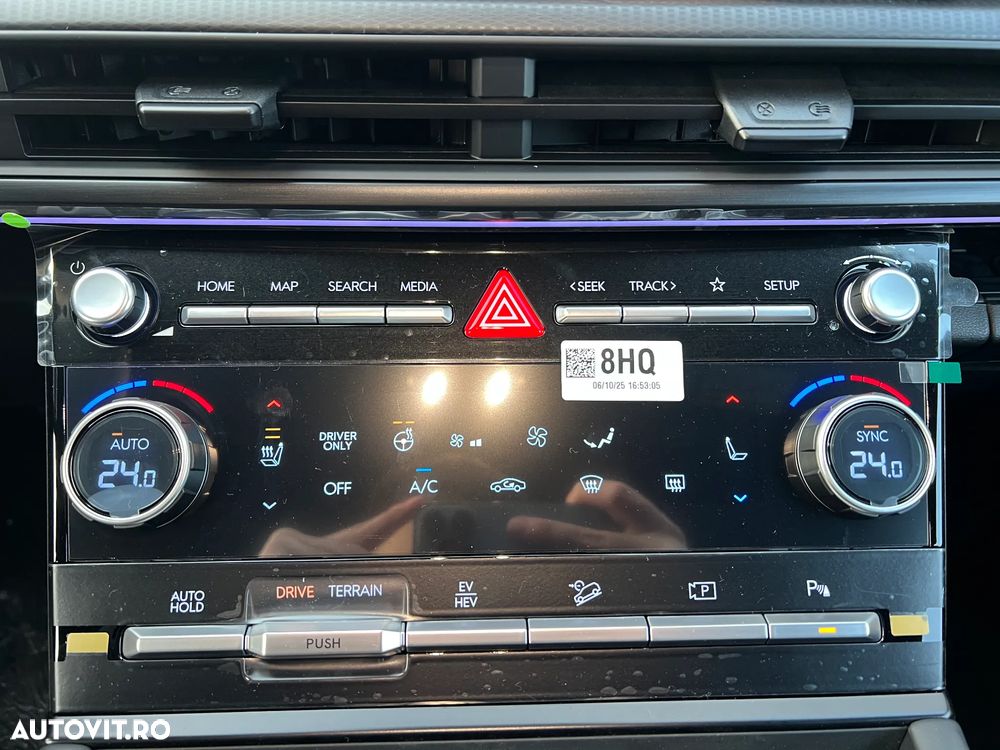 HOME MAP SEARCH MEDIA <SEEK TRACK> SETUP
8HQ
06/10/25 16:53:05
AUTO
24.0
DRIVER
ONLY
SYNC
24.0
OFF A/C
AUTO
HOLD
DRIVE TERRAIN
EV
HEV
P
P
PUSH
AUTOVIT.RO